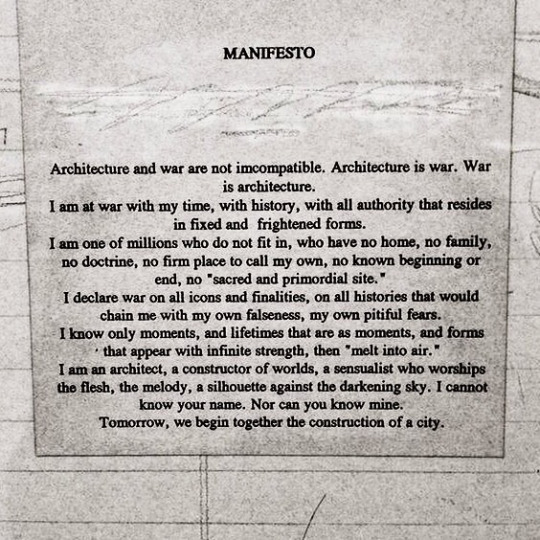 MANIFESTO
Architecture and war are not imcompatible. Architecture is war. War
is architecture.
I am at war with my time, with history, with all authority that resides
in fixed and frightened forms.
I am one of millions who do not fit in, who have no home, no family,
no doctrine, no firm place to call my own, no known beginning or
end, no "sacred and primordial site."
I declare war on all icons and finalities, on all histories that would
chain me with my own falseness, my own pitiful fears.
I know only moments, and lifetimes that are as moments, and forms
that appear with infinite strength, then "melt into air."
I am an architect, a constructor of worlds, a sensualist who worships
the flesh, the melody, a silhouette against the darkening sky. I cannot
know your name. Nor can you know mine.
Tomorrow, we begin together the construction of a city.